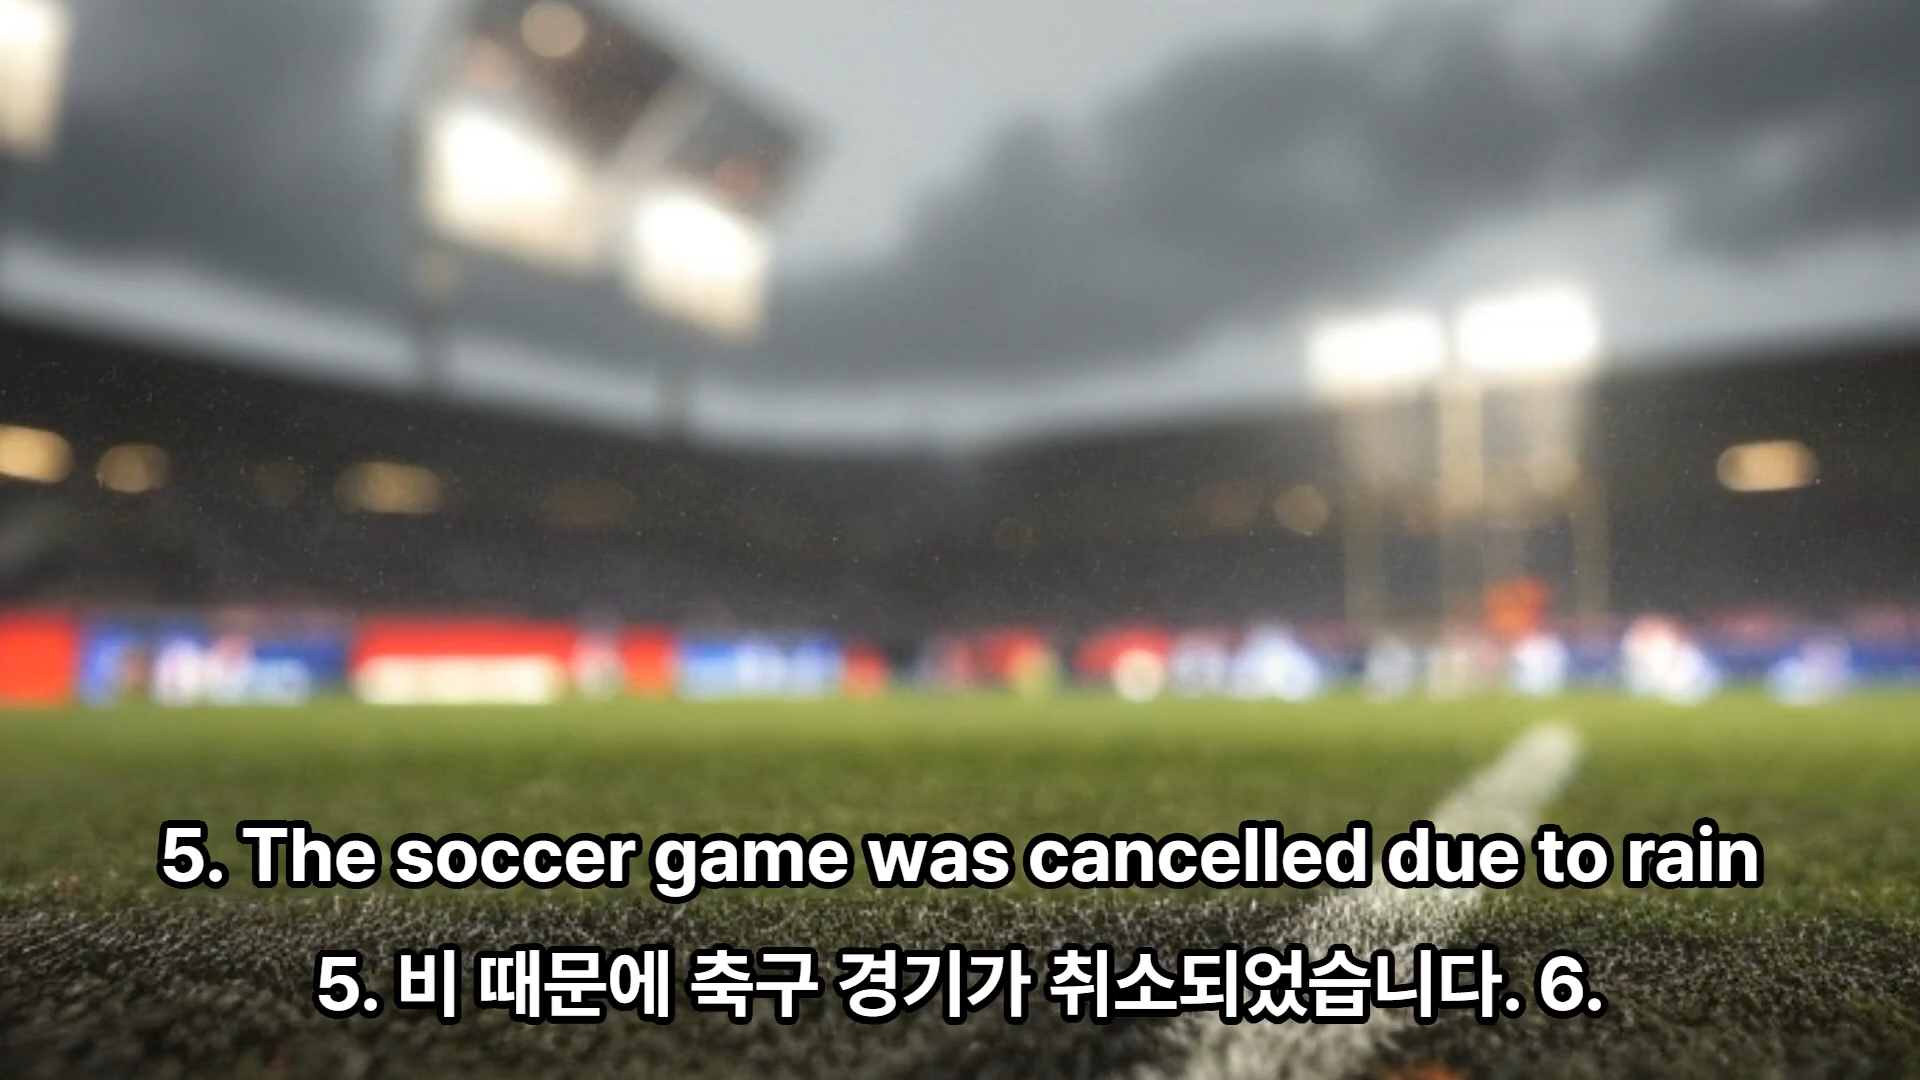 5. The soccer game was cancelled due to rain
5. 비 때문에 축구 경기가 취소되었습니다. 6.